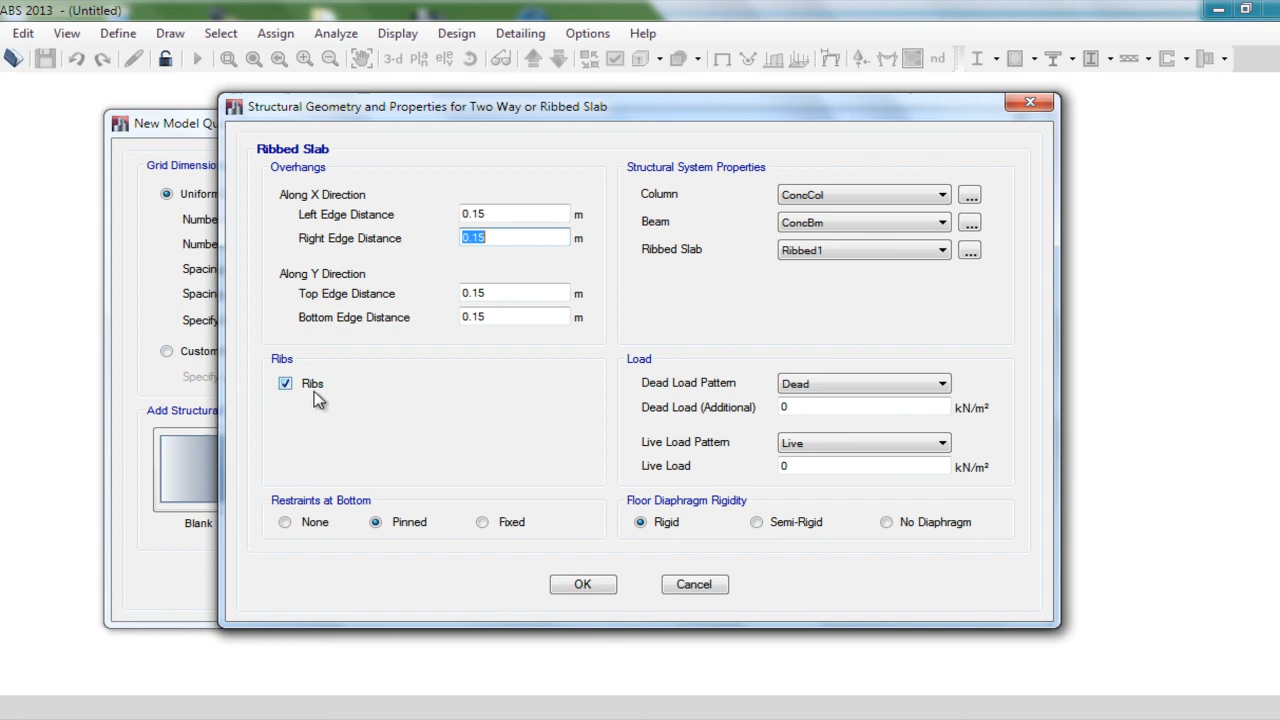 ABS 2013 - (Untitled)
Edit View Define Draw Select Assign Analyze Display Design Detailing Options Help
3-d nd
New Model Qu
Structural Geometry and Properties for Two Way or Ribbed Slab
Grid Dimensio
Uniform
Numbe
Numbe
Spacin
Spacin
Specify
Custom
Specify
Add Structura
Blank
Ribbed Slab
Overhangs
Along X Direction
Left Edge Distance 0.15 m
Right Edge Distance 0.15 m
Along Y Direction
Top Edge Distance 0.15 m
Bottom Edge Distance 0.15 m
Structural System Properties
Column ConcCol ...
Beam ConcBm ...
Ribbed Slab Ribbed1 ...
Ribs
Ribs
Load
Dead Load Pattern Dead
Dead Load (Additional) 0 kN/m²
Live Load Pattern Live
Live Load 0 kN/m²
Restraints at Bottom
None Pinned Fixed
Floor Diaphragm Rigidity
Rigid Semi-Rigid No Diaphragm
OK Cancel